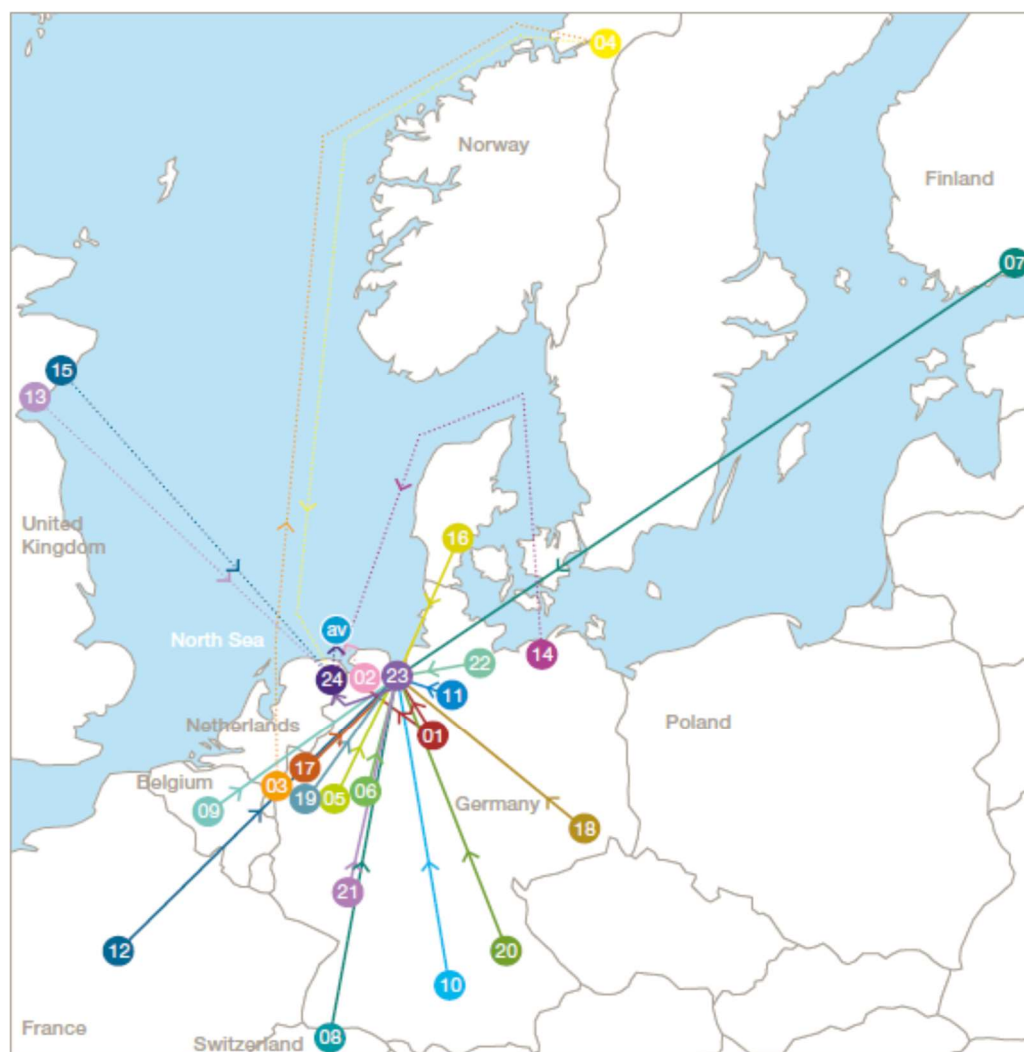 04
Norway
Finland
07
15
13
United
Kingdom
16
av
North Sea
14
24
02
23
22
11
Netherlands
01
Poland
17
Belgium
03
19
05
06
Germany
09
18
21
12
20
10
France
Switzerland
08